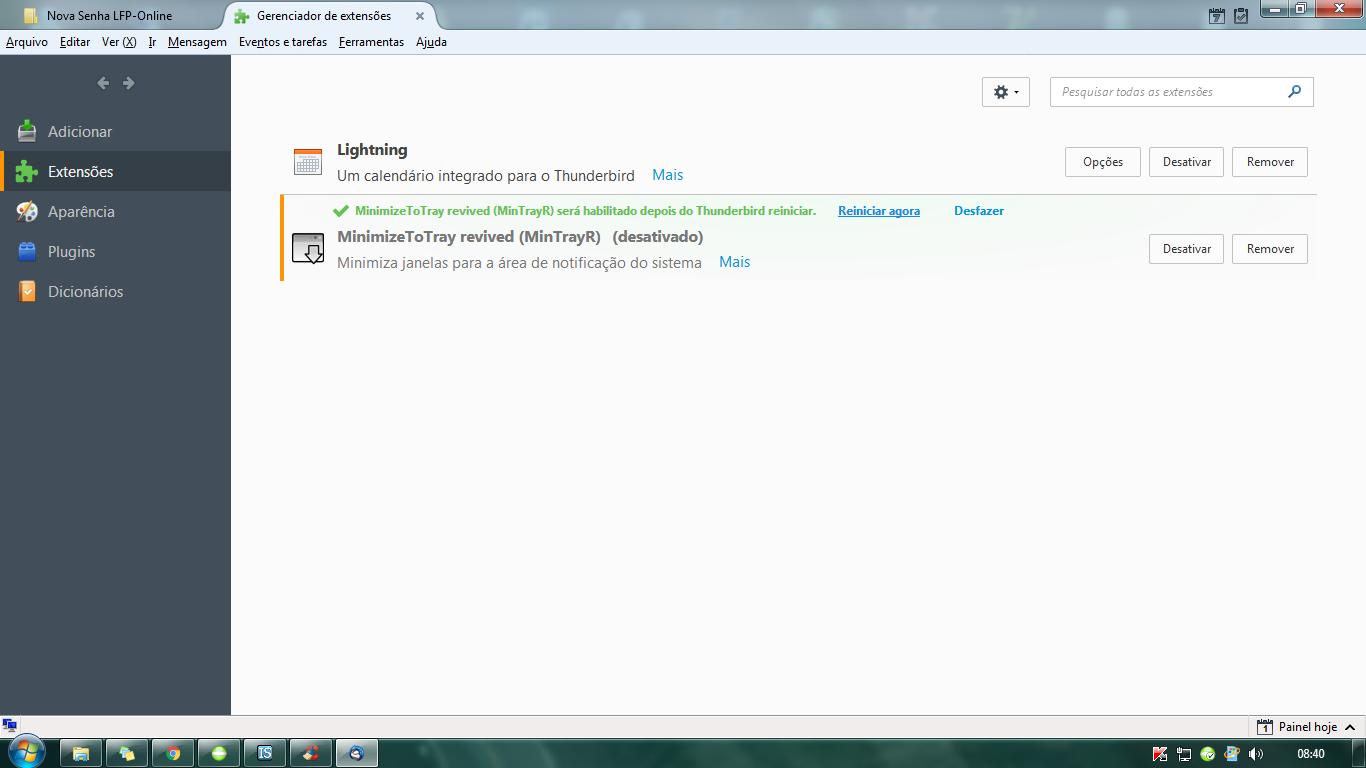 Nova Senha LFP-Online
Gerenciador de extensões
7
Arquivo Editar Ver (X) Ir Mensagem Eventos e tarefas Ferramentas Ajuda
Pesquisar todas as extensões
Adicionar
Extensões
Aparência
Plugins
Dicionários
Lightning
Um calendário integrado para o Thunderbird Mais
Opções Desativar Remover
MinimizeToTray revived (MinTrayR) será habilitado depois do Thunderbird reiniciar. Reiniciar agora Desfazer
MinimizeToTray revived (MinTrayR) (desativado)
Minimiza janelas para a área de notificação do sistema Mais
Desativar Remover
1 Painel hoje
IS
08:40